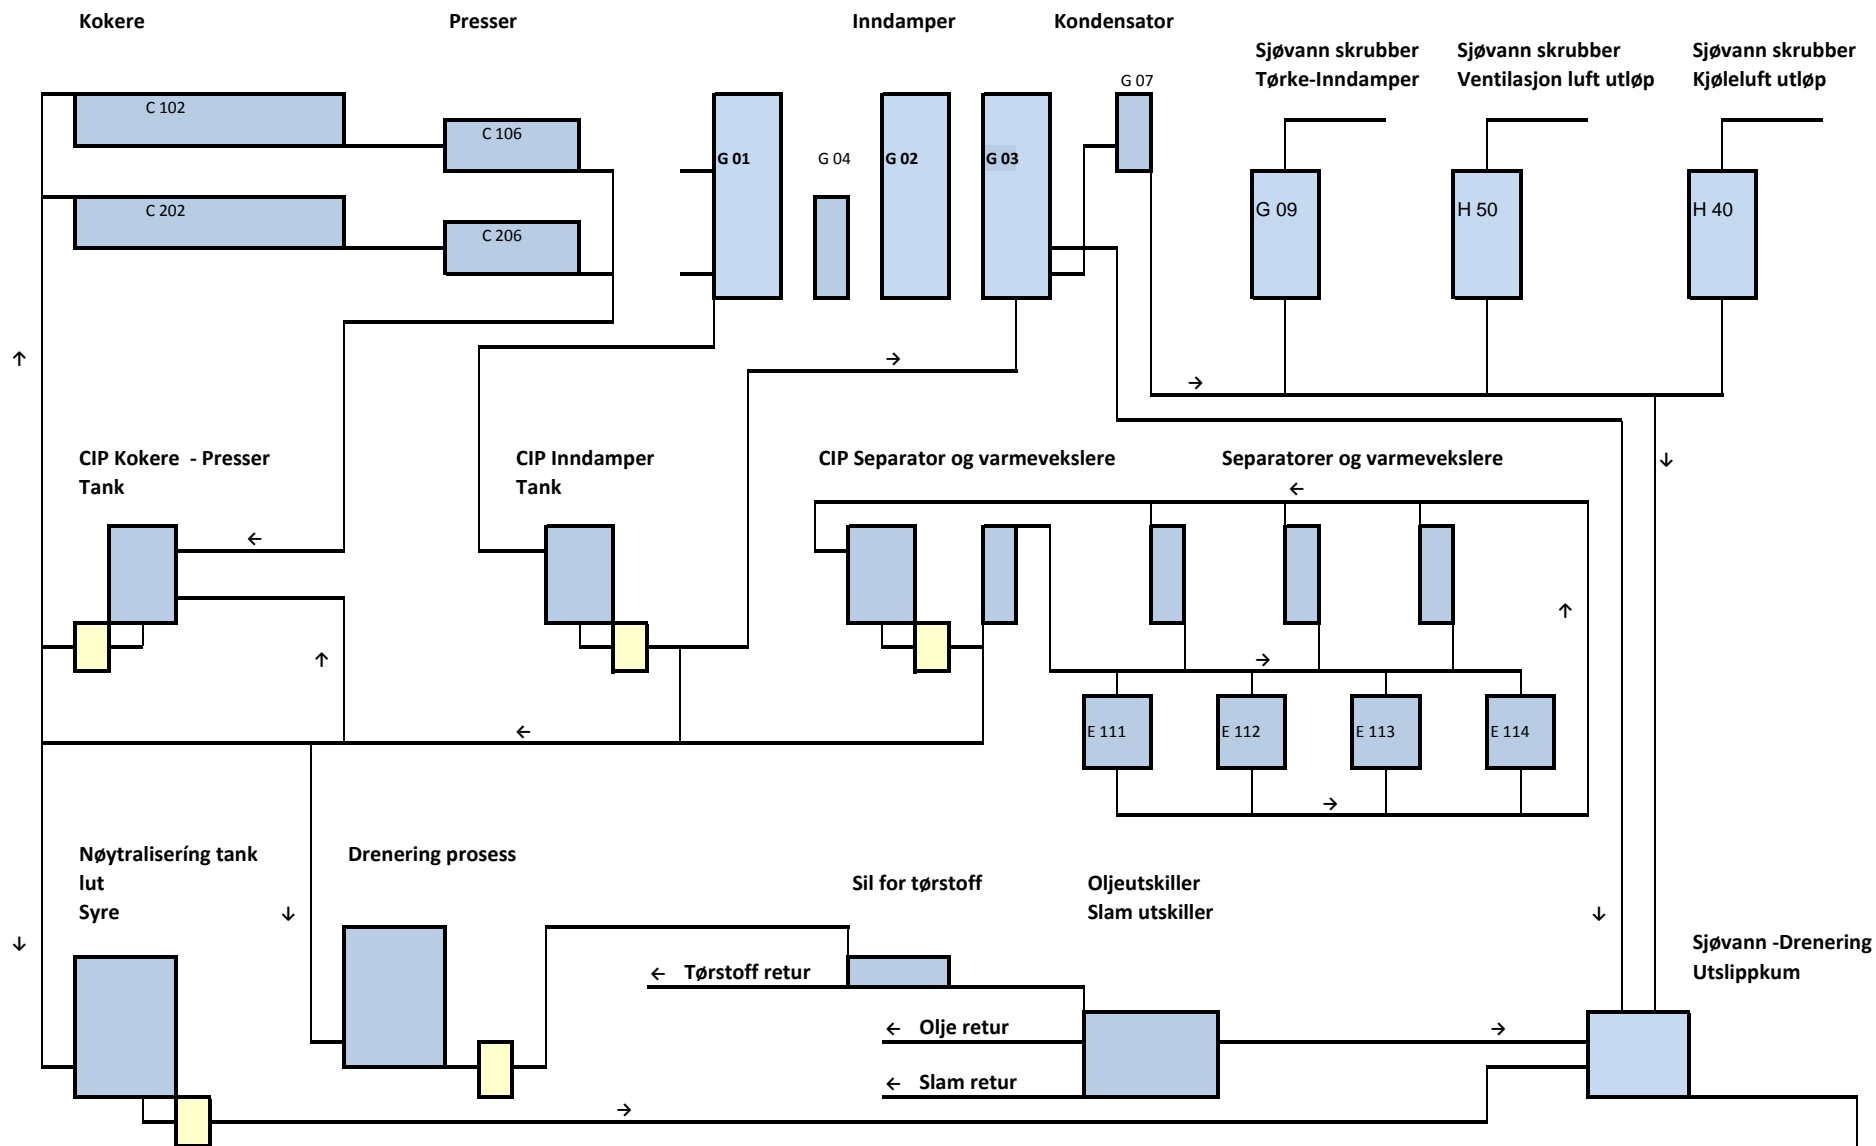 Kokere
Presser
Inndamper
Kondensator
Sjøvann skrubber
Tørke-Inndamper
Sjøvann skrubber
Ventilasjon luft utløp
Sjøvann skrubber
Kjøleluft utløp
G 07
C 102
C 106
G 01
G 04
G 02
G 03
C 202
C 206
G 09
H 50
H 40
↑
→
→
CIP Kokere - Presser
Tank
CIP Inndamper
Tank
CIP Separator og varmevekslere
Separatorer og varmevekslere
↓
←
←
↑
↑
→
←
E 111
E 112
E 113
E 114
→
Nøytraliseríng tank
lut
Syre
Drenering prosess
Sil for tørstoff
Oljeutskiller
Slam utskiller
↓
↓
↓
Sjøvann -Drenering
Utslippkum
← Tørstoff retur
← Olje retur
→
← Slam retur
→